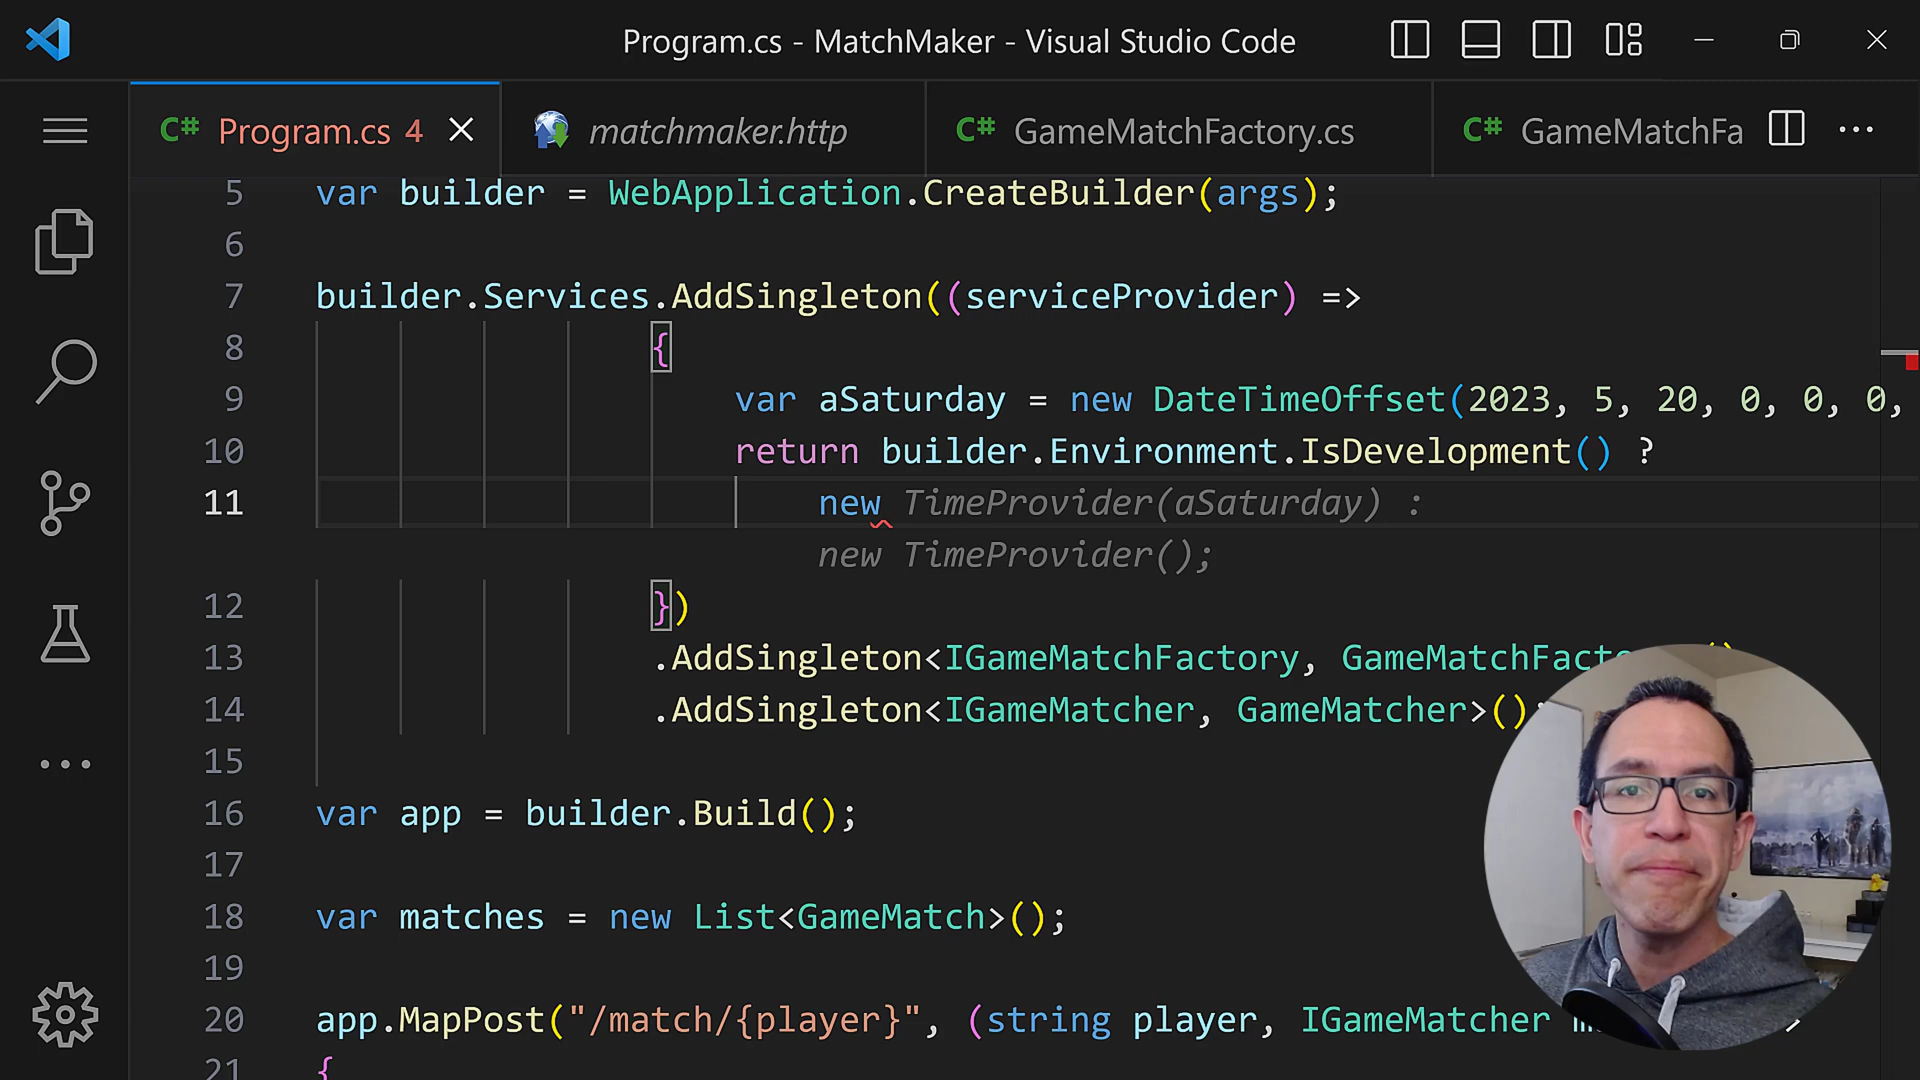 Program.cs - MatchMaker - Visual Studio Code
C# Program.cs 4
matchmaker.http
C# GameMatchFactory.cs
C# GameMatchFa
5 var builder = WebApplication.CreateBuilder(args);
6
7 builder.Services.AddSingleton((serviceProvider) =>
8 {
9 var aSaturday = new DateTimeOffset(2023, 5, 20, 0, 0, 0,
10 return builder.Environment.IsDevelopment() ?
11 new TimeProvider(aSaturday) :
new TimeProvider();
12 })
13 .AddSingleton<IGameMatchFactory, GameMatchFacto
14 .AddSingleton<IGameMatcher, GameMatcher>();
15
16 var app = builder.Build();
17
18 var matches = new List<GameMatch>();
19
20 app.MapPost("/match/{player}", (string player, IGameMatcher m
21 {